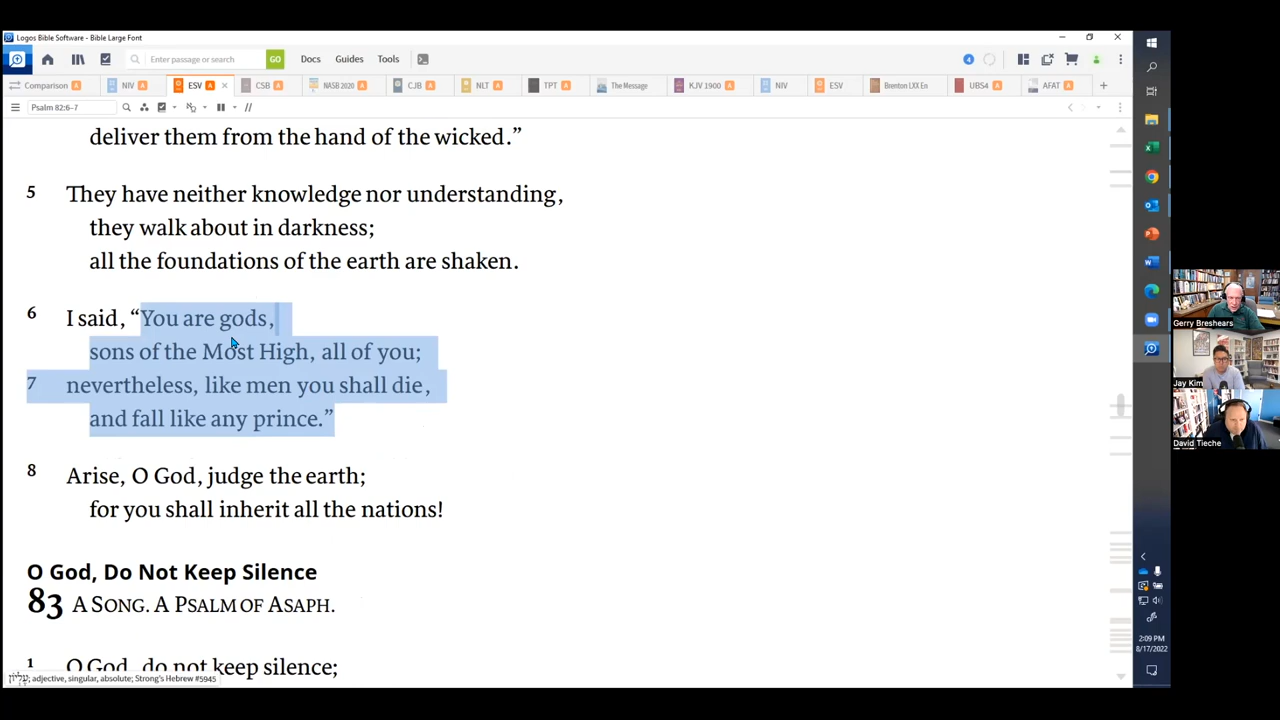 Logos Bible Software - Bible Large Font
Enter passage or search
GO
Docs
Guides
Tools
4
Comparison A
NIV A
ESV A
CSB A
NASB 2020 A
CJB A
NLT A
TPT A
The Message
KJV 1900 A
NIV
ESV
Brenton LXX En
UBS4 A
AFAT A
Psalm 82:6-7
deliver them from the hand of the wicked.”
5 They have neither knowledge nor understanding,
they walk about in darkness;
all the foundations of the earth are shaken.
6 I said, “You are gods,
sons of the Most High, all of you;
7 nevertheless, like men you shall die,
and fall like any prince.”
8 Arise, O God, judge the earth;
for you shall inherit all the nations!
O God, Do Not Keep Silence
83 A SONG. A PSALM OF ASAPH.
1 O God, do not keep silence;
adjective, singular, absolute; Strong's Hebrew #5945
Gerry Breshears
Jay Kim
David Tieche
2:09 PM
8/17/2022